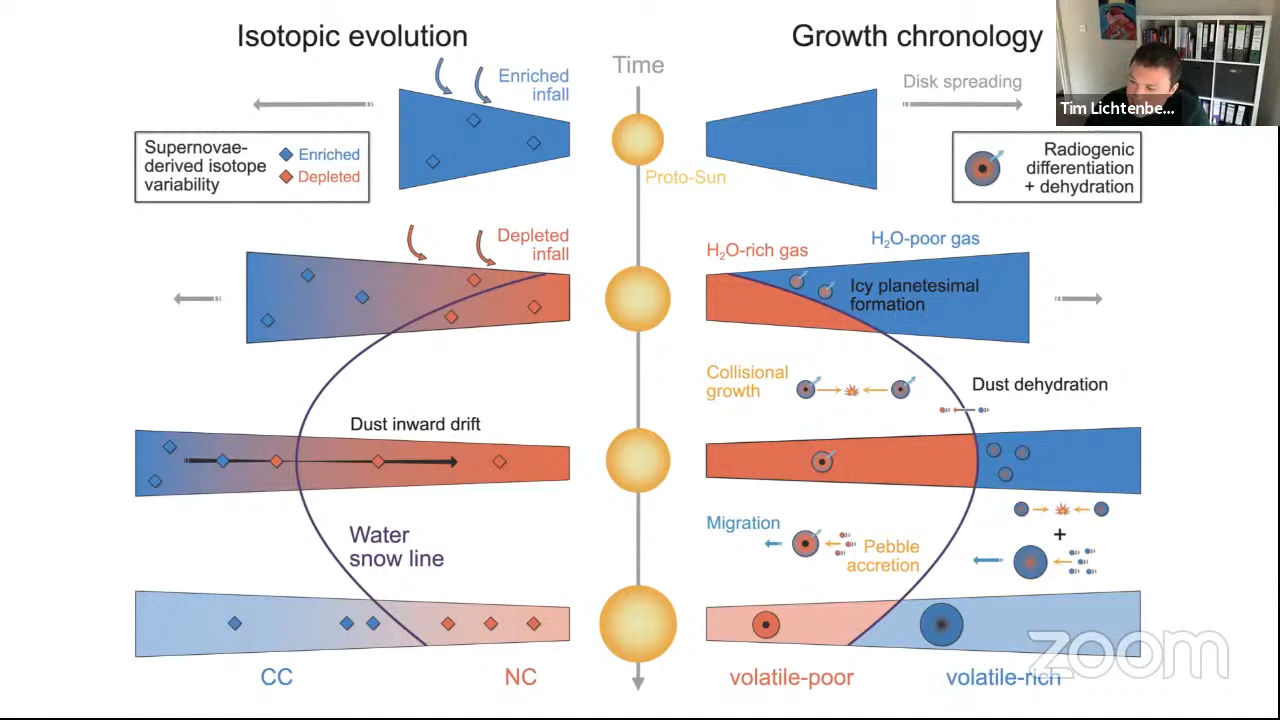 Isotopic evolution
Growth chronology
Time
Enriched
infall
Disk spreading
Tim Lichtenbe...
Supernovae-
derived isotope
variability
Enriched
Depleted
Proto-Sun
Radiogenic
differentiation
+ dehydration
Depleted
infall
H₂O-rich gas
H₂O-poor gas
Icy planetesimal
formation
Collisional
growth
Dust dehydration
Dust inward drift
Water
snow line
Migration
Pebble
accretion
+
CC
NC
volatile-poor
volatile-rich
zoom